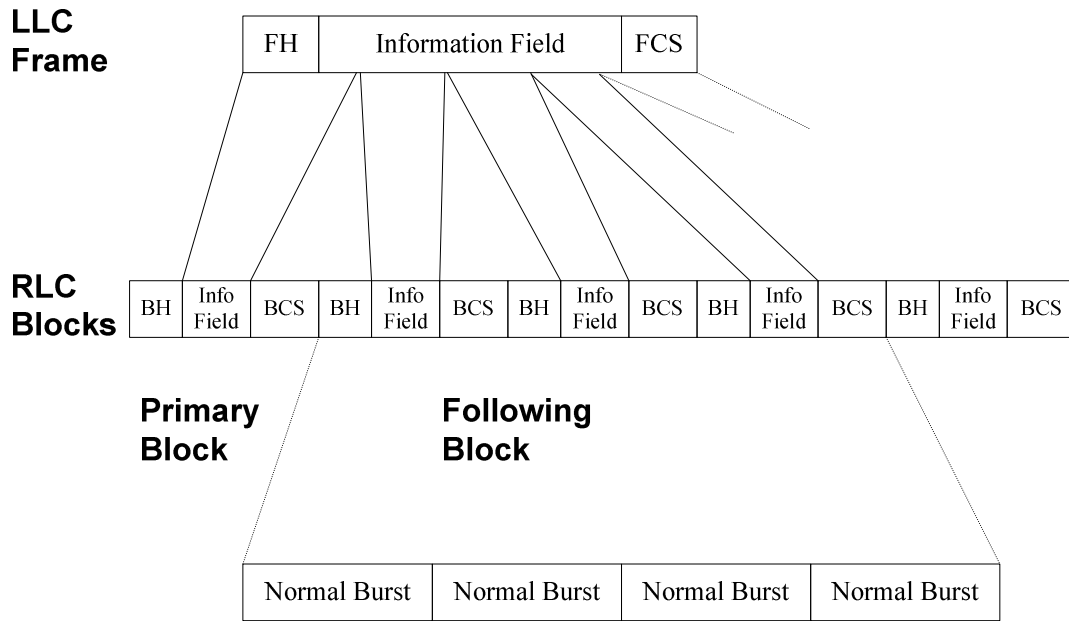 LLC
Frame
FH Information Field FCS
RLC
Blocks
BH Info Field BCS BH Info Field BCS BH Info Field BCS BH Info Field BCS BH Info Field BCS
Primary
Block
Following
Block
Normal Burst Normal Burst Normal Burst Normal Burst